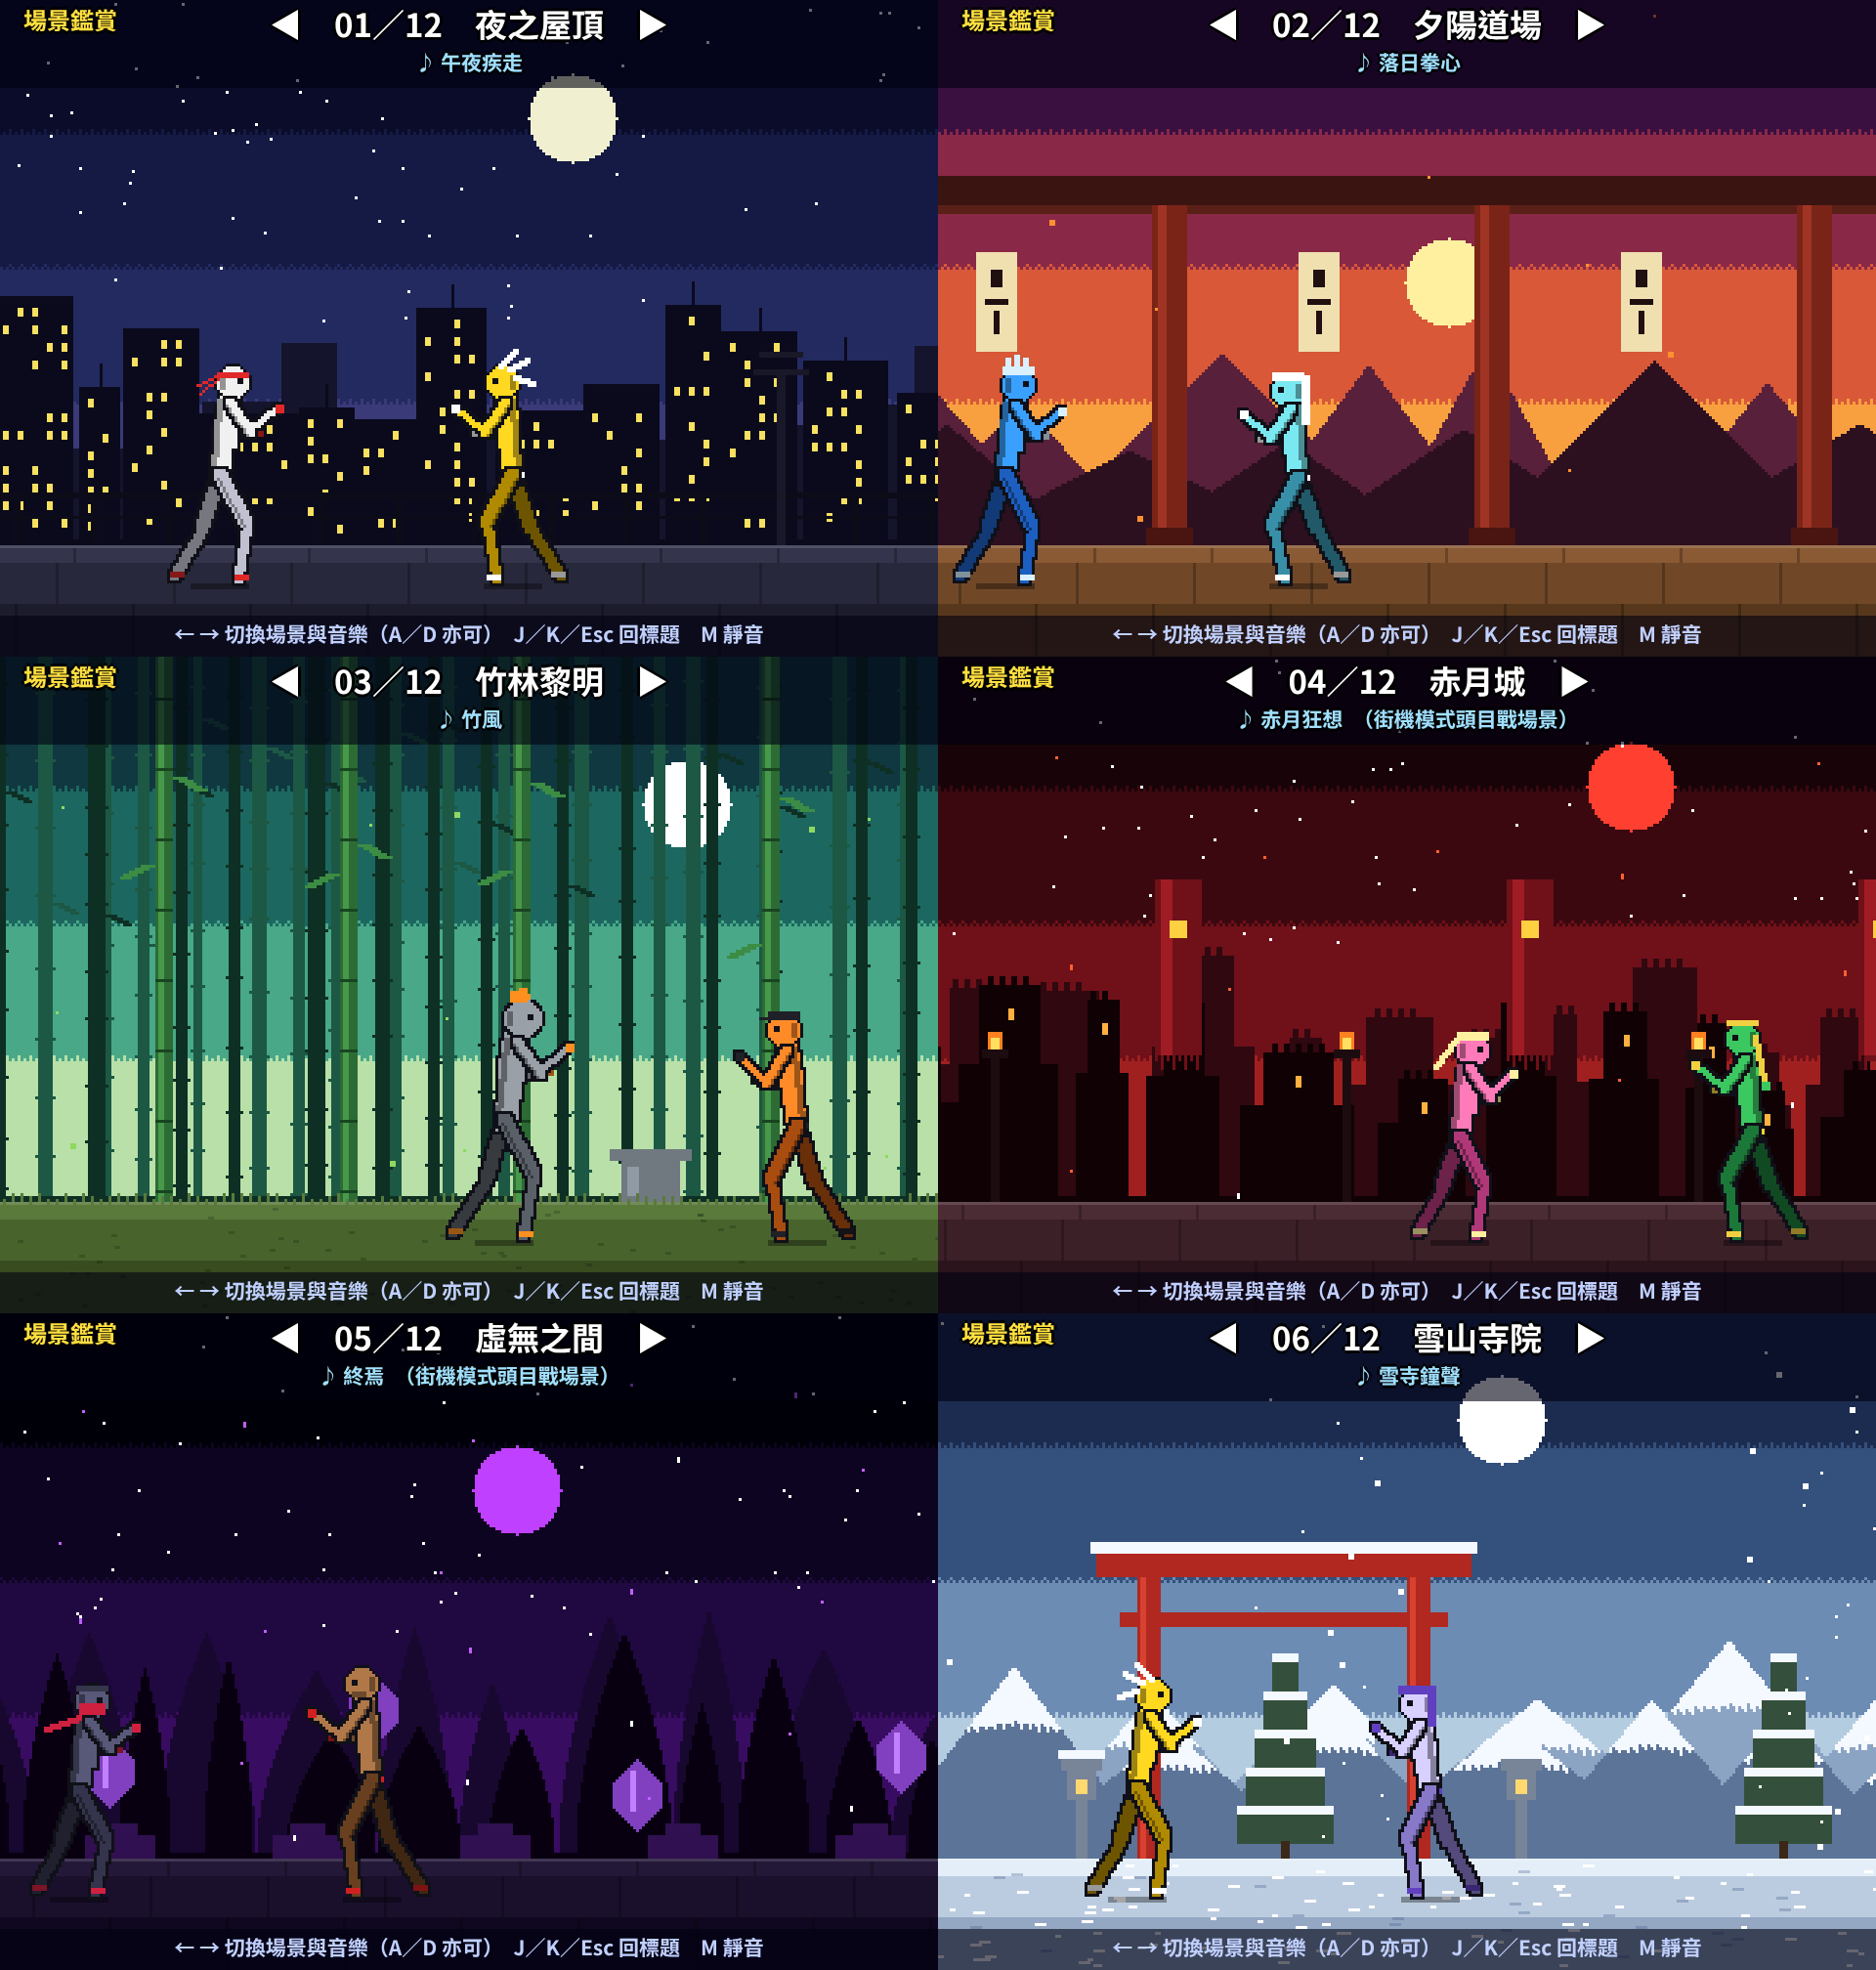 場景鑑賞
◀ 01／12 夜之屋頂 ▶
♪ 午夜疾走
←→ 切換場景與音樂（A／D 亦可） J／K／Esc 回標題 M 靜音
場景鑑賞
◀ 02／12 夕陽道場 ▶
♪ 落日拳心
←→ 切換場景與音樂（A／D 亦可） J／K／Esc 回標題 M 靜音
場景鑑賞
◀ 03／12 竹林黎明 ▶
♪ 竹風
←→ 切換場景與音樂（A／D 亦可） J／K／Esc 回標題 M 靜音
場景鑑賞
◀ 04／12 赤月城 ▶
♪ 赤月狂想 （街機模式頭目戰場景）
←→ 切換場景與音樂（A／D 亦可） J／K／Esc 回標題 M 靜音
場景鑑賞
◀ 05／12 虛無之間 ▶
♪ 終焉 （街機模式頭目戰場景）
←→ 切換場景與音樂（A／D 亦可） J／K／Esc 回標題 M 靜音
場景鑑賞
◀ 06／12 雪山寺院 ▶
♪ 雪寺鐘聲
←→ 切換場景與音樂（A／D 亦可） J／K／Esc 回標題 M 靜音